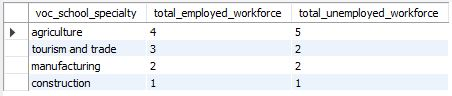 voc_school_specialty total_employed_workforce total_unemployed_workforce
agriculture 4 5
tourism and trade 3 2
manufacturing 2 2
construction 1 1